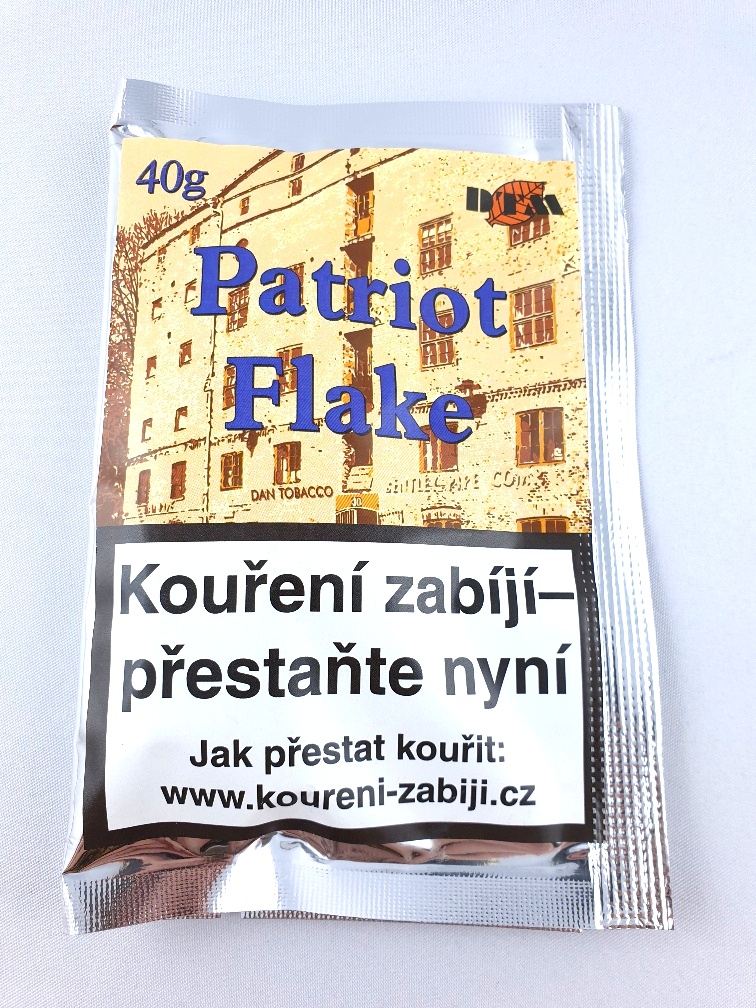 40g
Patriot
Flake
DAN TOBACCO
Kouření zabíjí–
přestaňte nyní
Jak přestat kouřit:
www.koureni-zabiji.cz